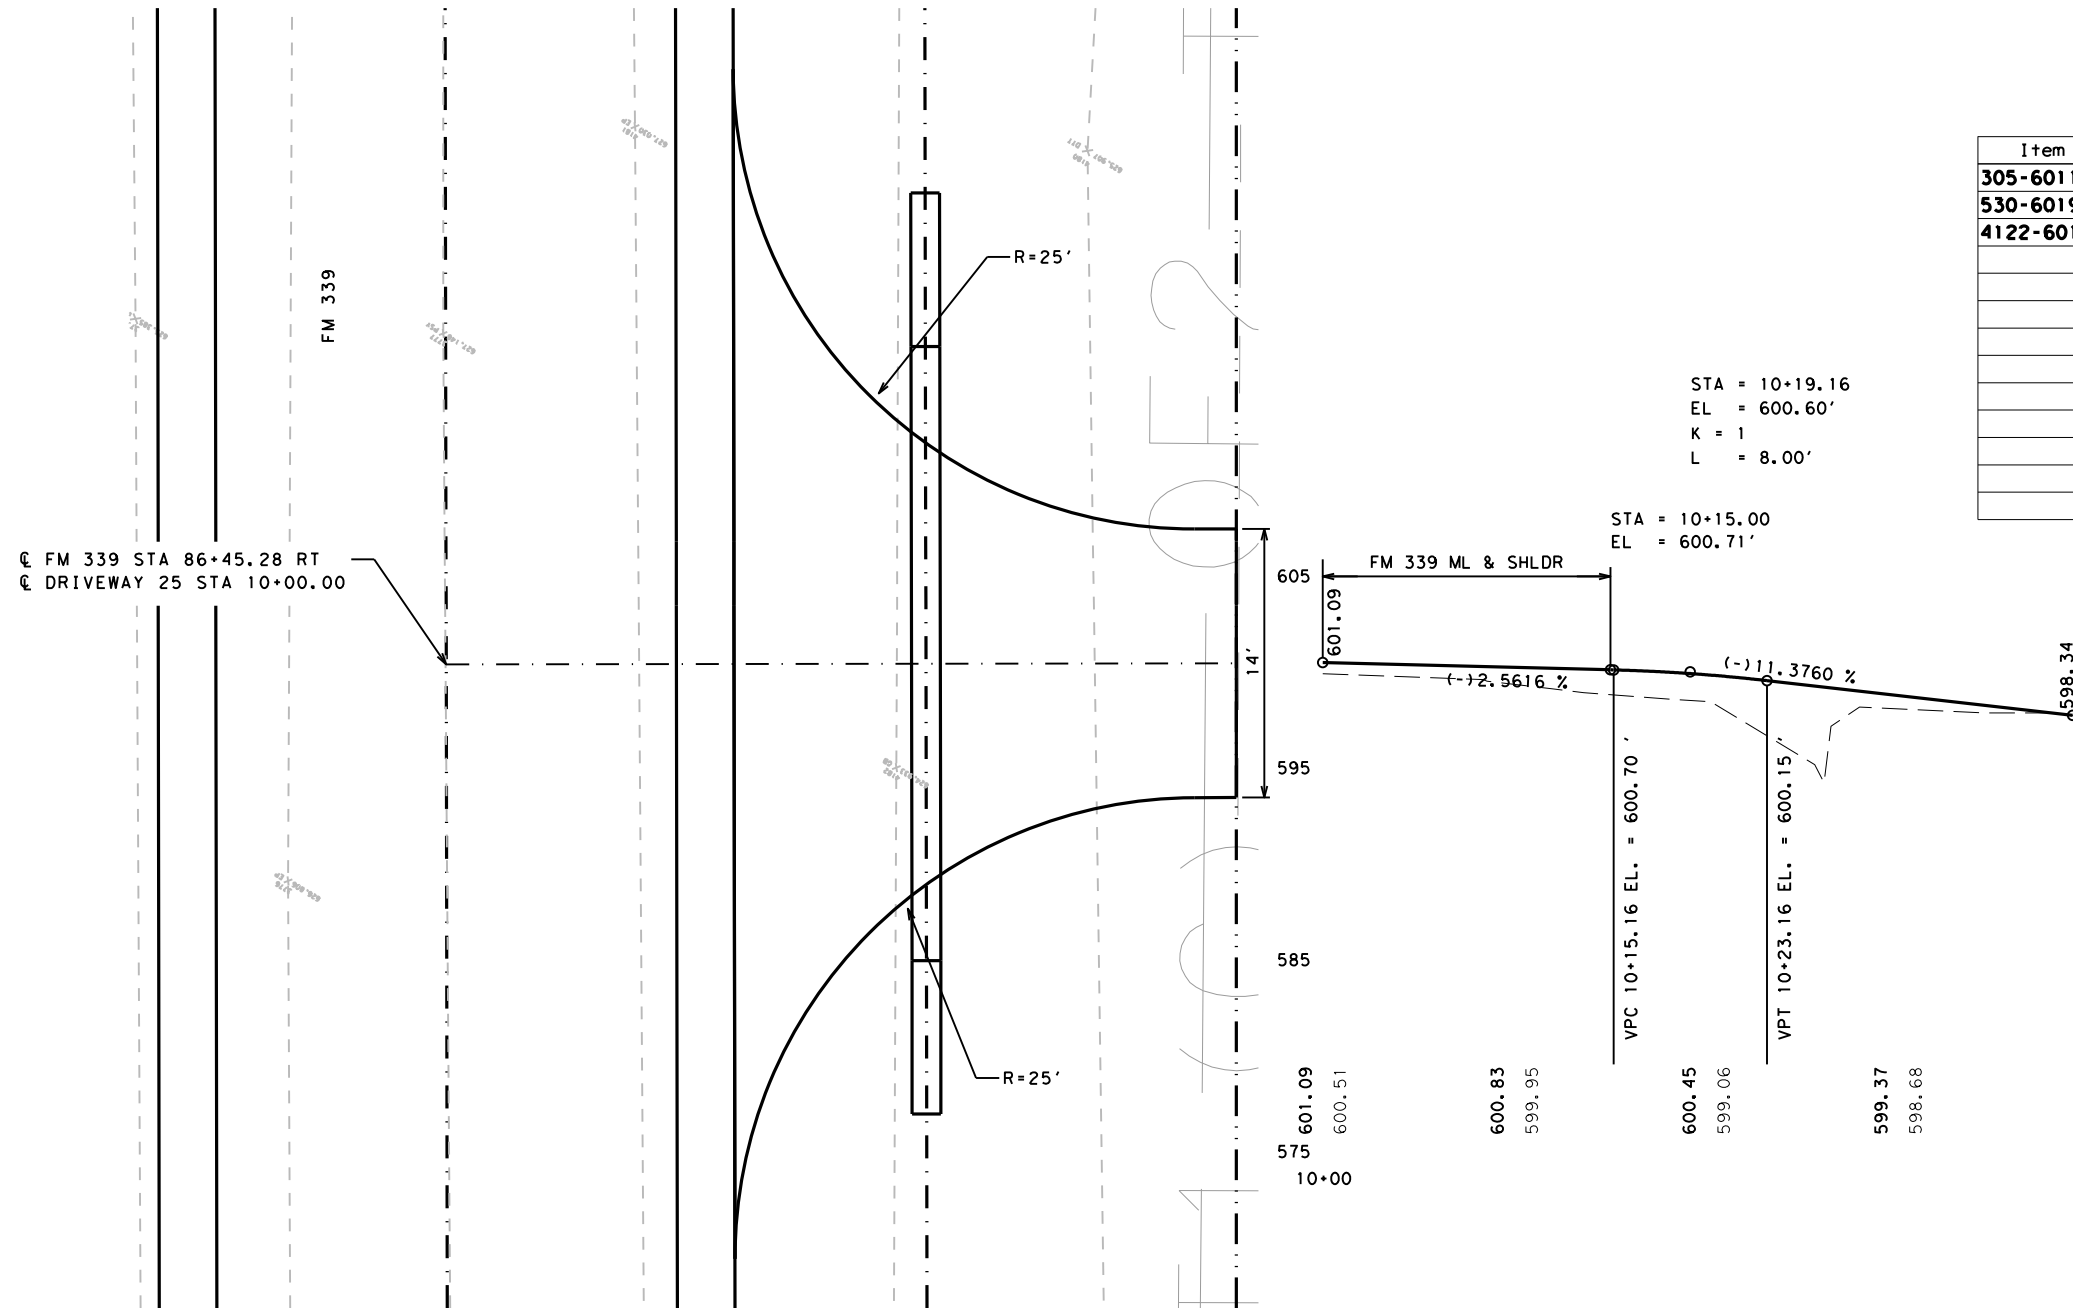 FM 339
R=25'
℄ FM 339 STA 86+45.28 RT
℄ DRIVEWAY 25 STA 10+00.00
14'
R=25'
Item
305-6011
530-6019
4122-601
STA = 10+19.16
EL = 600.60'
K = 1
L = 8.00'
STA = 10+15.00
EL = 600.71'
FM 339 ML & SHLDR
605
601.09
(-)2.5616 %
(-)11.3760 %
598.34
595
VPC 10+15.16 EL. = 600.70 '
VPT 10+23.16 EL. = 600.15 '
585
601.09
600.51
600.83
599.95
600.45
599.06
599.37
598.68
575
10+00